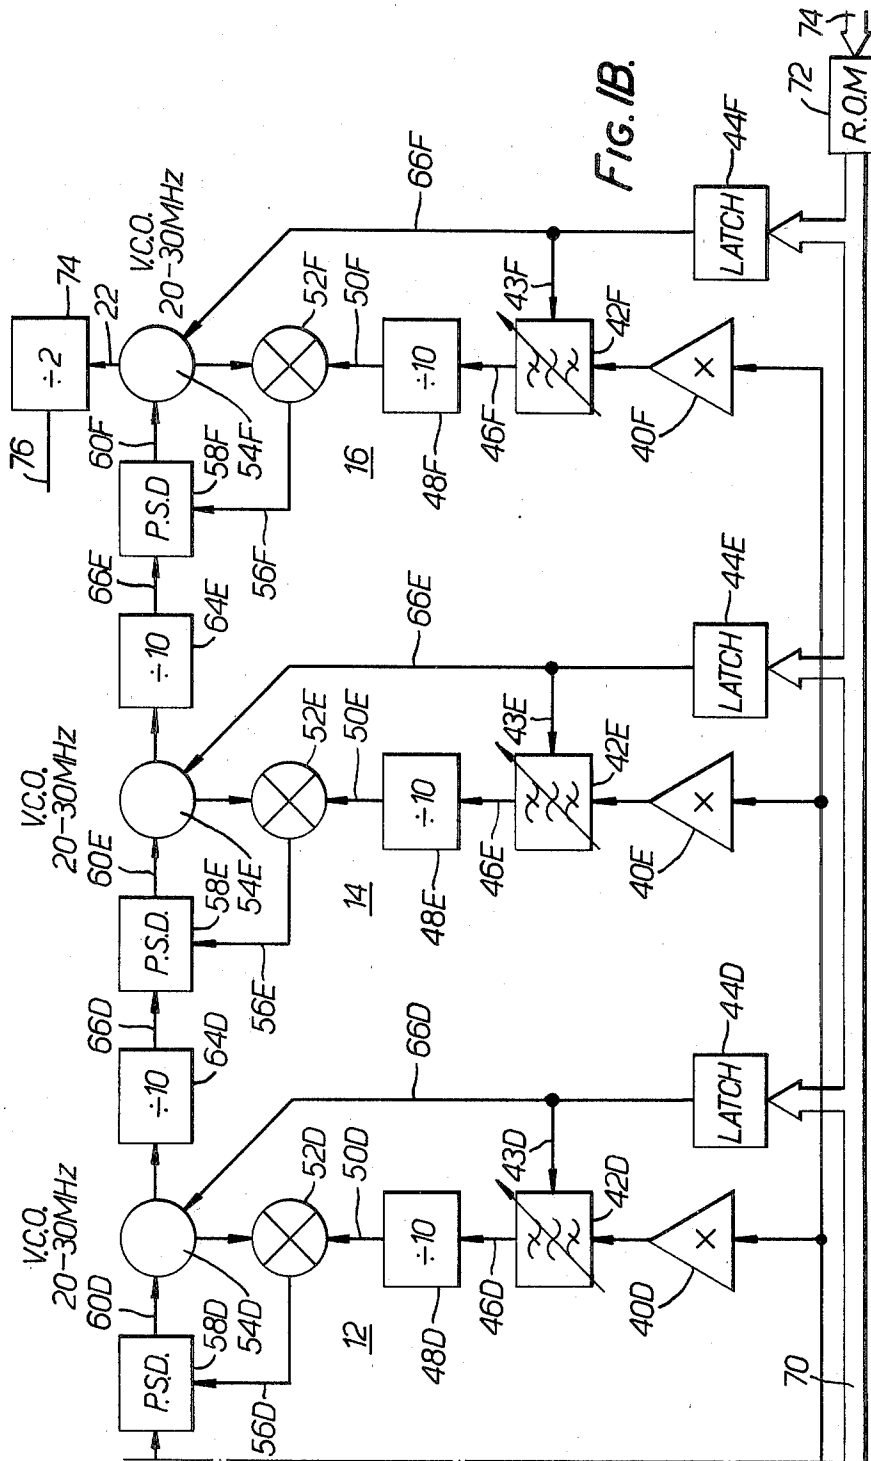 FIG.1B.
76
÷2
74
22
V.C.O.
20-30MHz
60F
P.S.D
58F
54F
56F
52F
50F
÷10
48F
16
46F
43F
42F
40F
×
66F
LATCH
44F
72
R.O.M
74
66E
64E
÷10
V.C.O.
20-30MHz
60E
P.S.D.
58E
54E
56E
52E
50E
÷10
48E
14
46E
43E
42E
40E
×
66E
LATCH
44E
66D
64D
÷10
V.C.O.
20-30MHz
60D
P.S.D.
58D
54D
56D
52D
50D
÷10
48D
12
46D
43D
42D
40D
×
66D
LATCH
44D
70